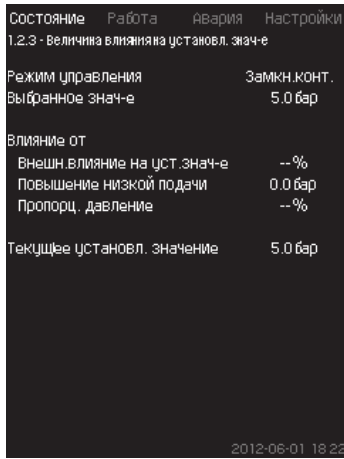 Состояние Работа Авария Настройки
1.2.3 - Величина влияния на установл. знач-е
Режим управления Замкн.конт.
Выбранное знач-е 5.0 бар
Влияние от
Внешн.влияние на уст.знач-е --%
Повышение низкой подачи 0.0 бар
Пропорц. давление --%
Текущее установл. значение 5.0 бар
2012-06-01 18:22